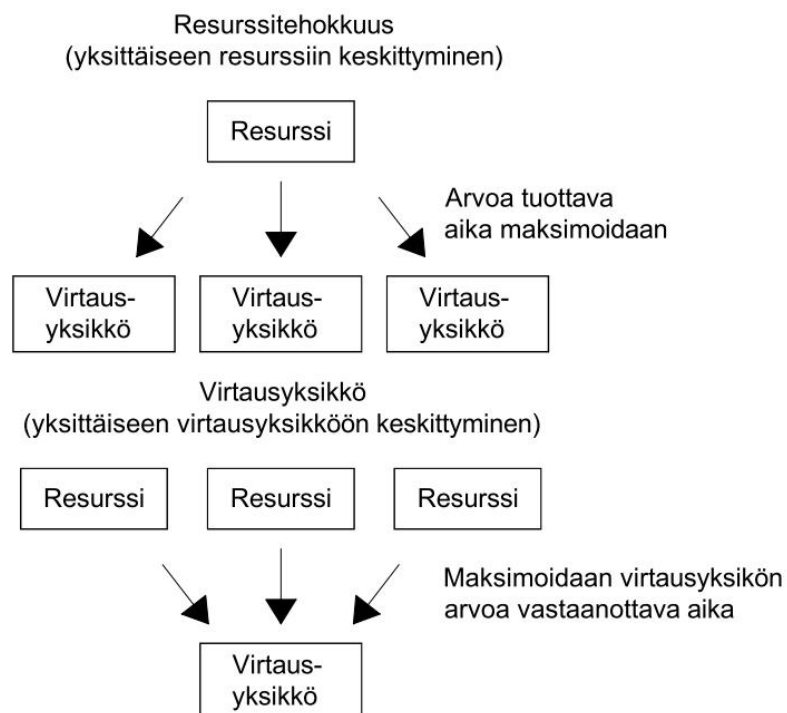 Resurssitehokkuus
(yksittäiseen resurssiin keskittyminen)
Resurssi
Arvoa tuottava
aika maksimoidaan
Virtaus-
yksikkö
Virtaus-
yksikkö
Virtaus-
yksikkö
Virtausyksikkö
(yksittäiseen virtausyksikköön keskittyminen)
Resurssi
Resurssi
Resurssi
Maksimoidaan virtausyksikön
arvoa vastaanottava aika
Virtaus-
yksikkö